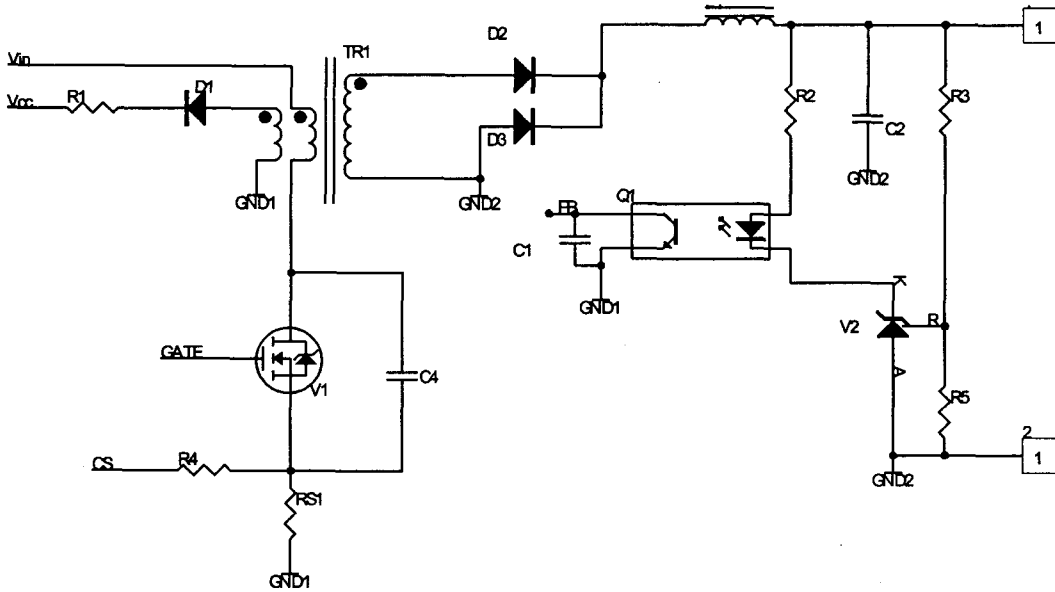 1
D2
TR1
Vin
R1
D1
Vcc
R2
R3
D3
C2
GND1
GND2
GND2
FB
Q1
C1
GND1
K
V2
R
GATE
V1
C4
A
R5
2
CS
R4
1
GND2
RS1
GND1